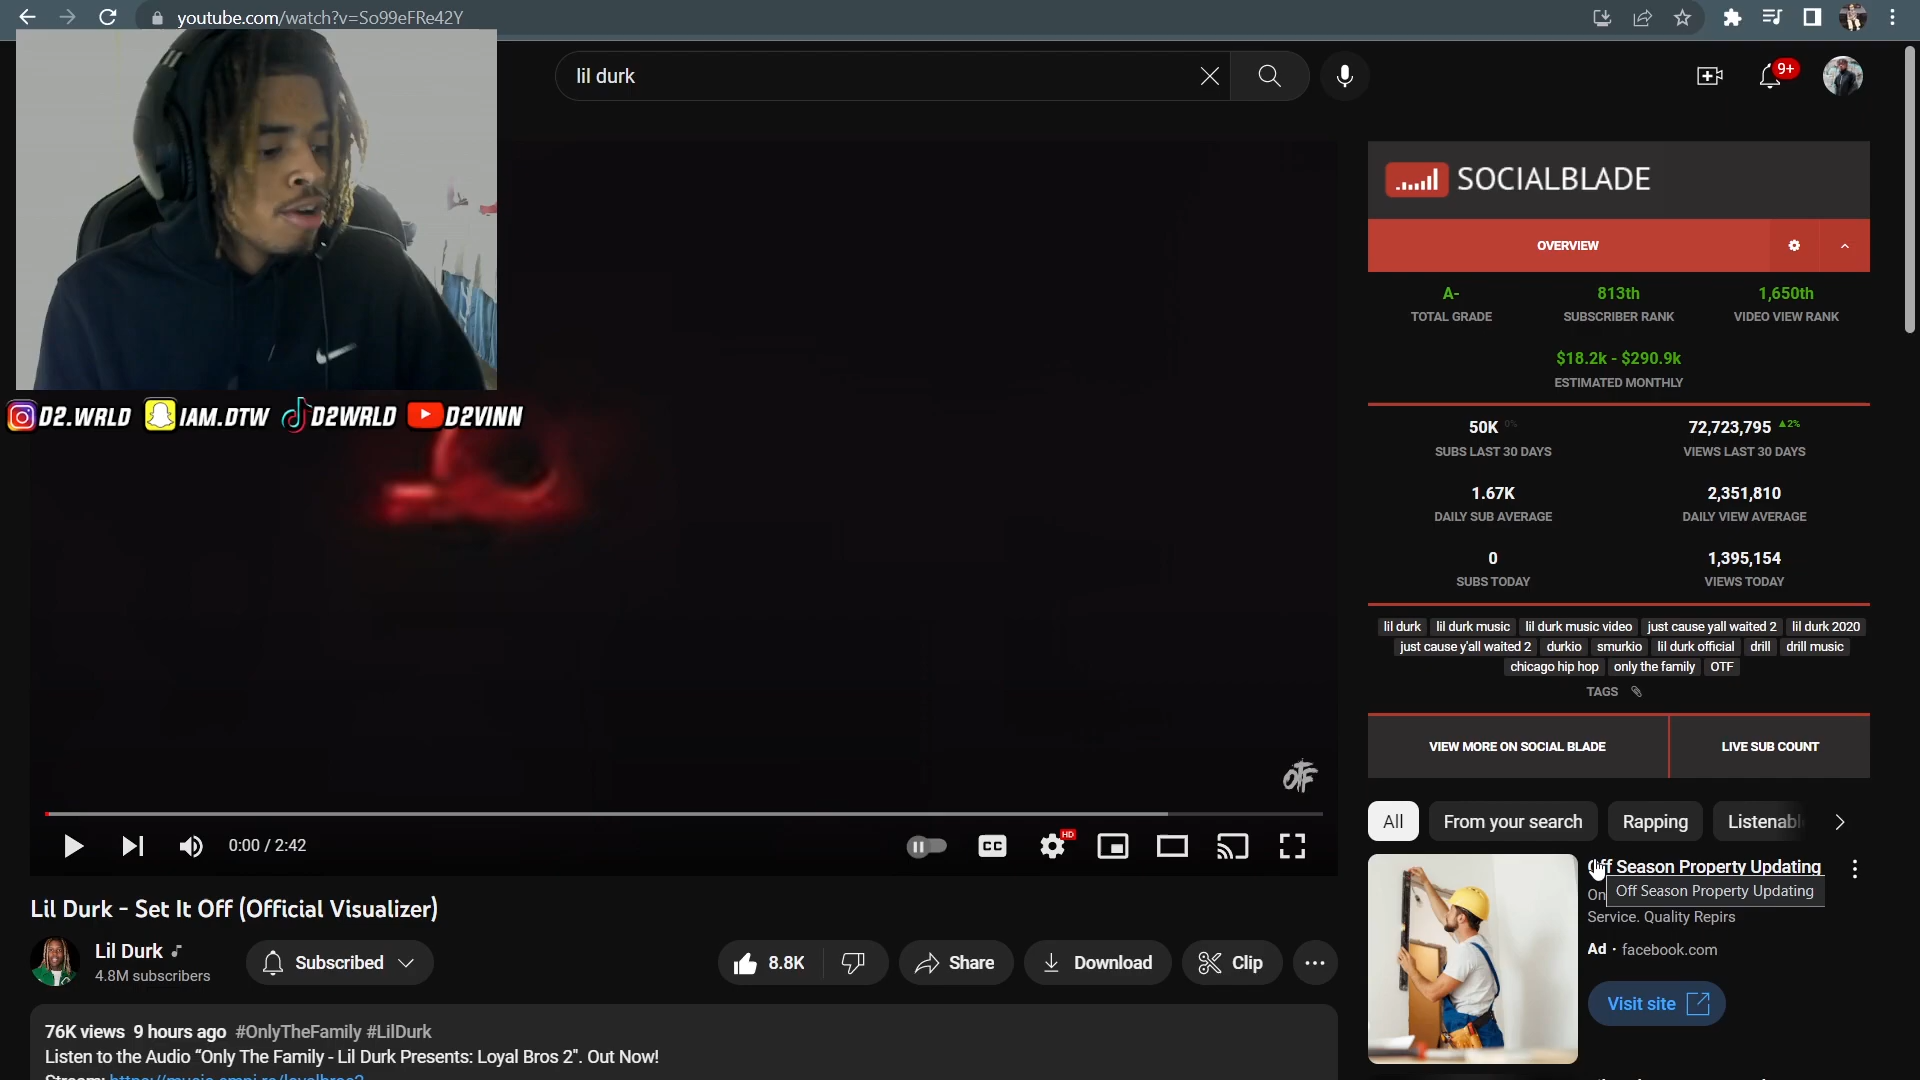 youtube.com/watch?v=So99eFRe42Y
lil durk
9+
D2.WRLD IAM.DTW D2WRLD D2VINN
OTF
0:00 / 2:42
CC
HD
Lil Durk - Set It Off (Official Visualizer)
Lil Durk
4.8M subscribers
Subscribed
8.8K
Share
Download
Clip
76K views 9 hours ago #OnlyTheFamily #LilDurk
Listen to the Audio “Only The Family - Lil Durk Presents: Loyal Bros 2". Out Now!
SOCIALBLADE
OVERVIEW
A- 813th 1,650th
TOTAL GRADE SUBSCRIBER RANK VIDEO VIEW RANK
$18.2k - $290.9k
ESTIMATED MONTHLY
50K 0% 72,723,795 ▲2%
SUBS LAST 30 DAYS VIEWS LAST 30 DAYS
1.67K 2,351,810
DAILY SUB AVERAGE DAILY VIEW AVERAGE
0 1,395,154
SUBS TODAY VIEWS TODAY
lil durk lil durk music lil durk music video just cause yall waited 2 lil durk 2020
just cause y'all waited 2 durkio smurkio lil durk official drill drill music
chicago hip hop only the family OTF
TAGS
VIEW MORE ON SOCIAL BLADE LIVE SUB COUNT
All From your search Rapping Listenabl
Off Season Property Updating
Off Season Property Updating
On
Service. Quality Repirs
Ad · facebook.com
Visit site